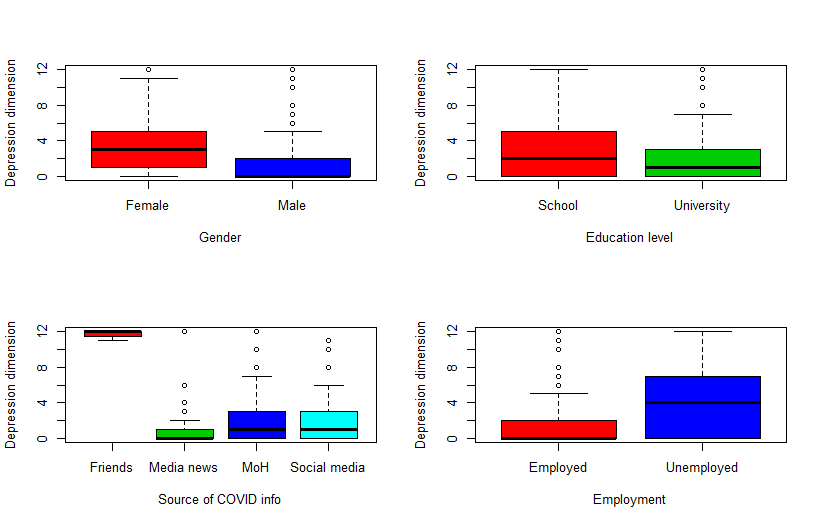 Depression dimension
12
8
4
0
Female Male
Gender
Depression dimension
12
8
4
0
School University
Education level
Depression dimension
12
8
4
0
Friends Media news MoH Social media
Source of COVID info
Depression dimension
12
8
4
0
Employed Unemployed
Employment